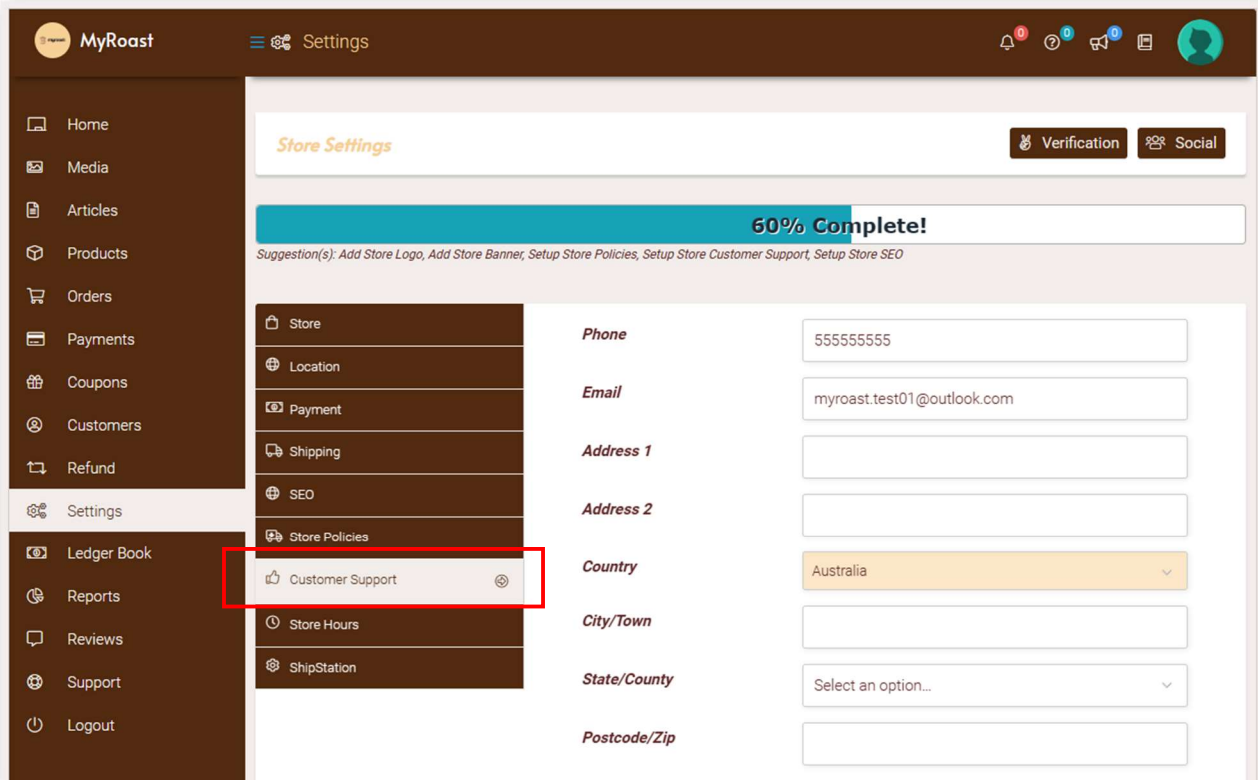 MyRoast
Settings
0
0
0
Home
Media
Articles
Products
Orders
Payments
Coupons
Customers
Refund
Settings
Ledger Book
Reports
Reviews
Support
Logout
Store Settings
Verification
Social
60% Complete!
Suggestion(s): Add Store Logo, Add Store Banner, Setup Store Policies, Setup Store Customer Support, Setup Store SEO
Store
Location
Payment
Shipping
SEO
Store Policies
Customer Support
Store Hours
ShipStation
Phone
555555555
Email
myroast.test01@outlook.com
Address 1
Address 2
Country
Australia
City/Town
State/County
Select an option...
Postcode/Zip